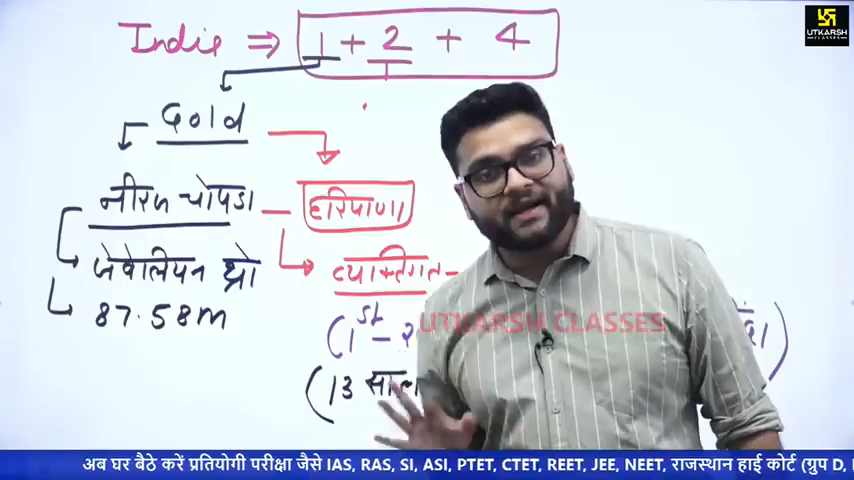 India ⇒ 1 + 2 + 4
UTKARSH
CLASSES
Gold
नीरज चोपडा
हरियाणा
जेवेलियन थ्रो
व्यक्तिगत -
87.58m
(1st -
UTKARSH CLASSES
(13 साल
अब घर बैठे करें प्रतियोगी परीक्षा जैसे IAS, RAS, SI, ASI, PTET, CTET, REET, JEE, NEET, राजस्थान हाई कोर्ट (ग्रुप D,